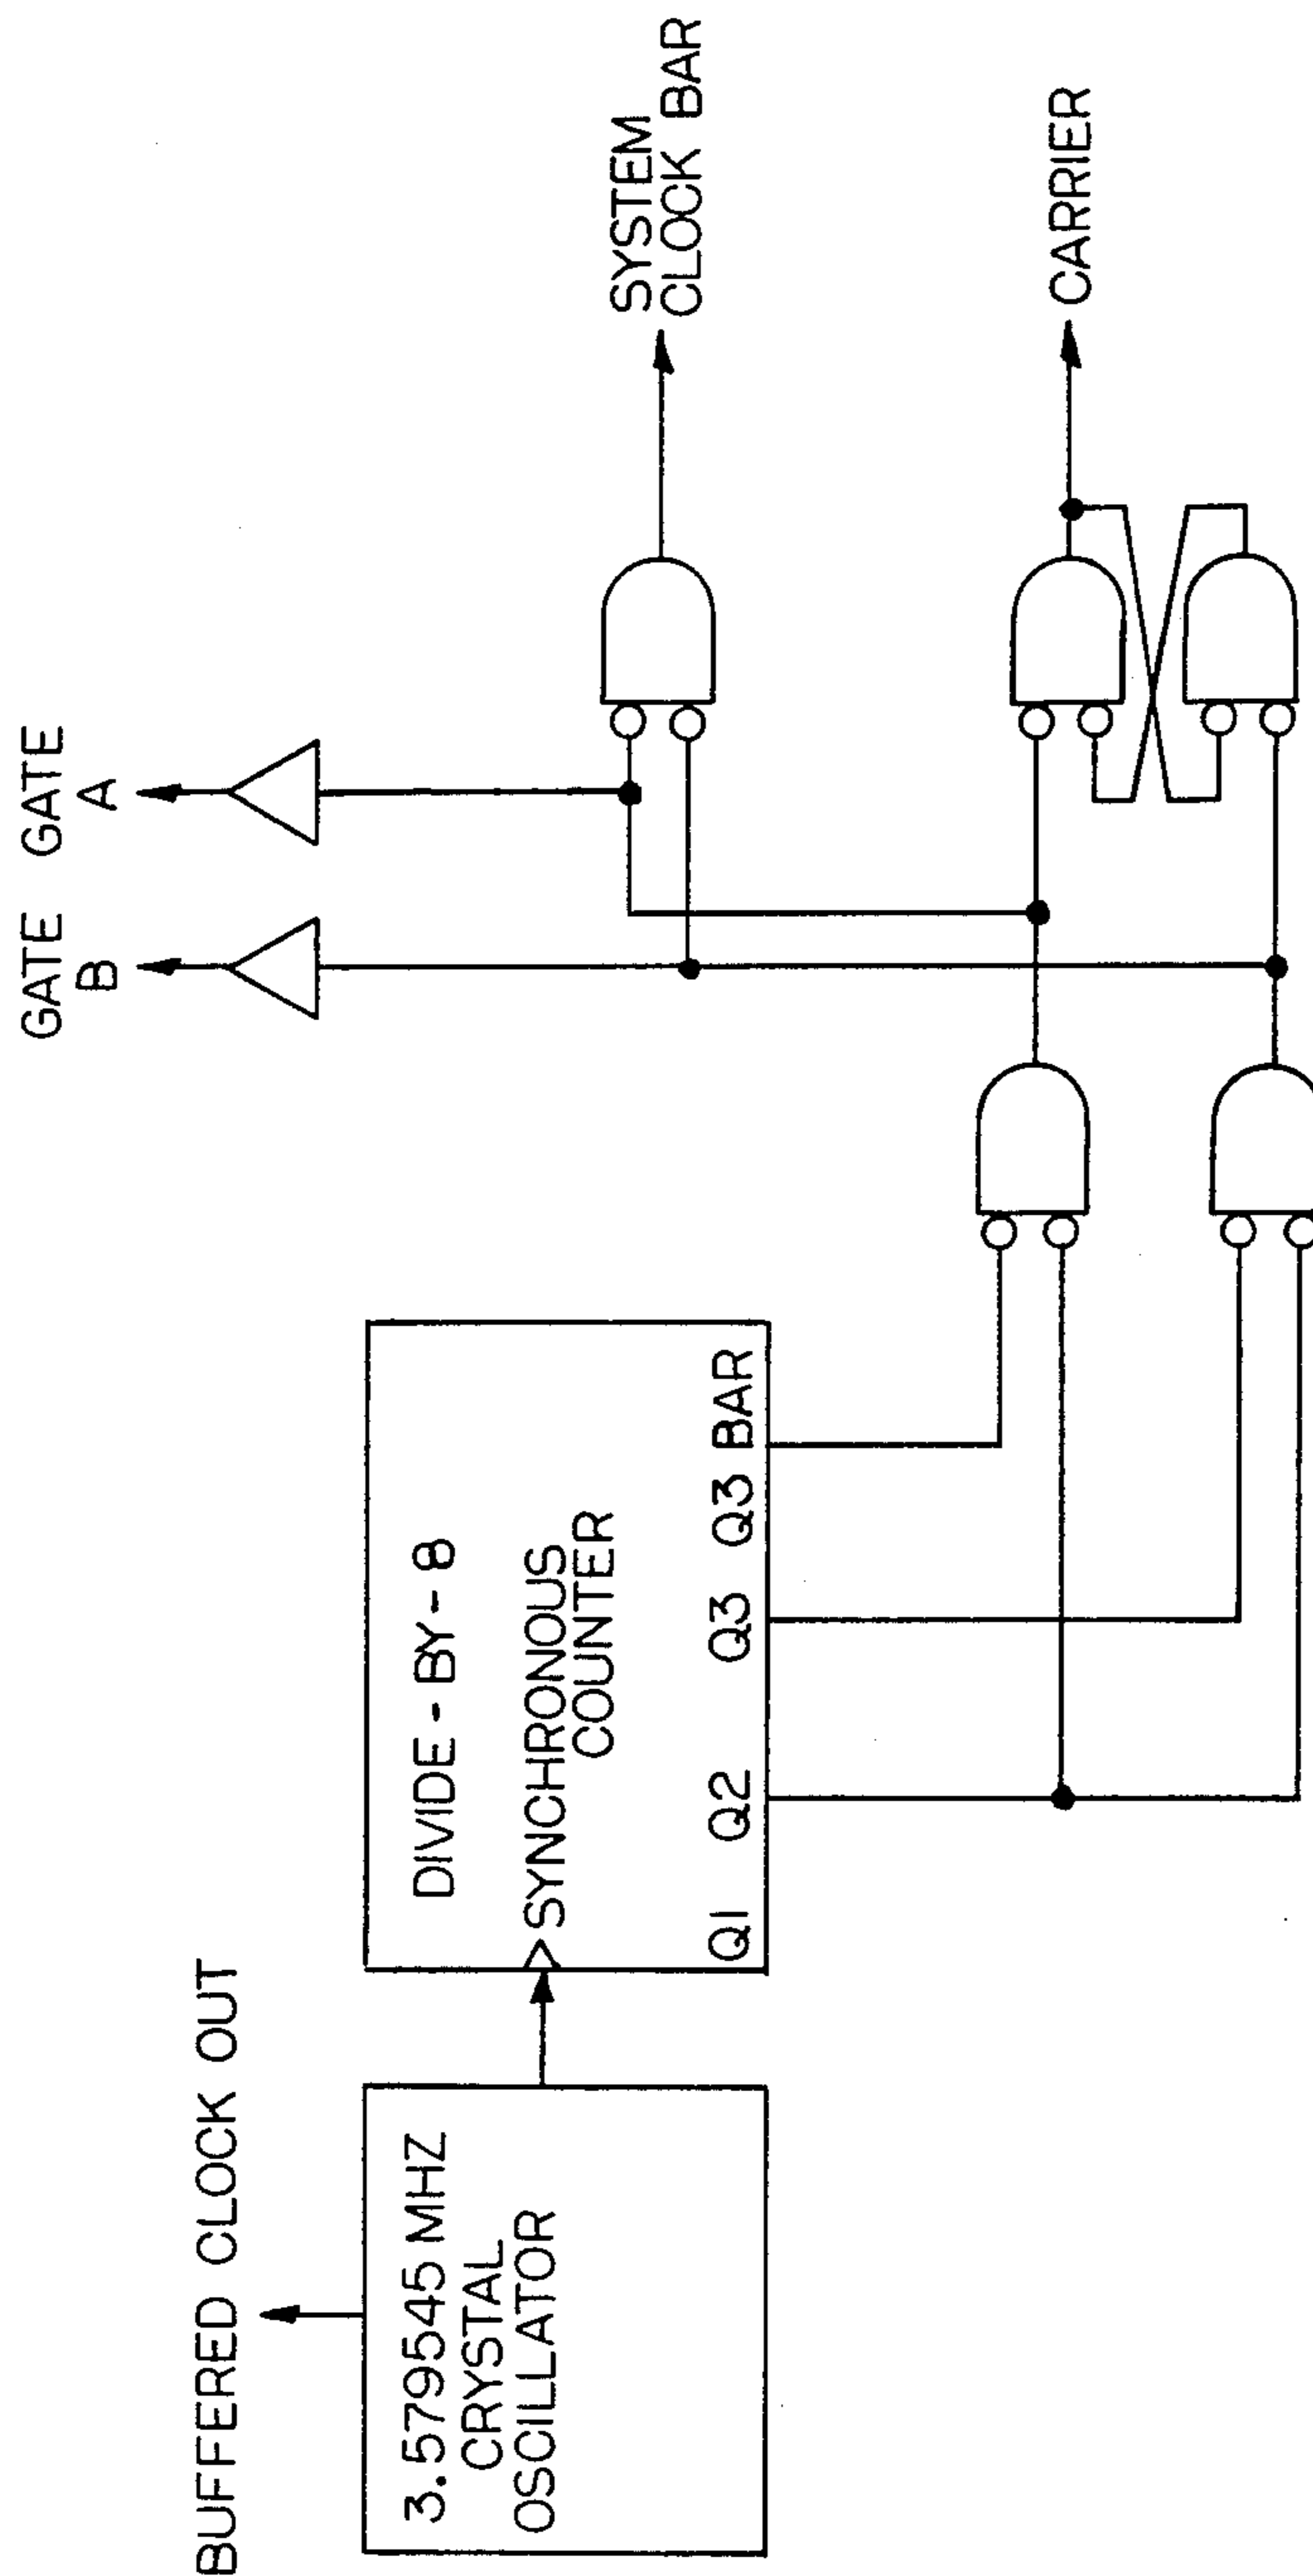 BUFFERED CLOCK OUT
3.579545 MHZ
CRYSTAL
OSCILLATOR
DIVIDE-BY-8
SYNCHRONOUS
COUNTER
Q1 Q2 Q3 Q3 BAR
GATE
B
GATE
A
SYSTEM
CLOCK BAR
CARRIER